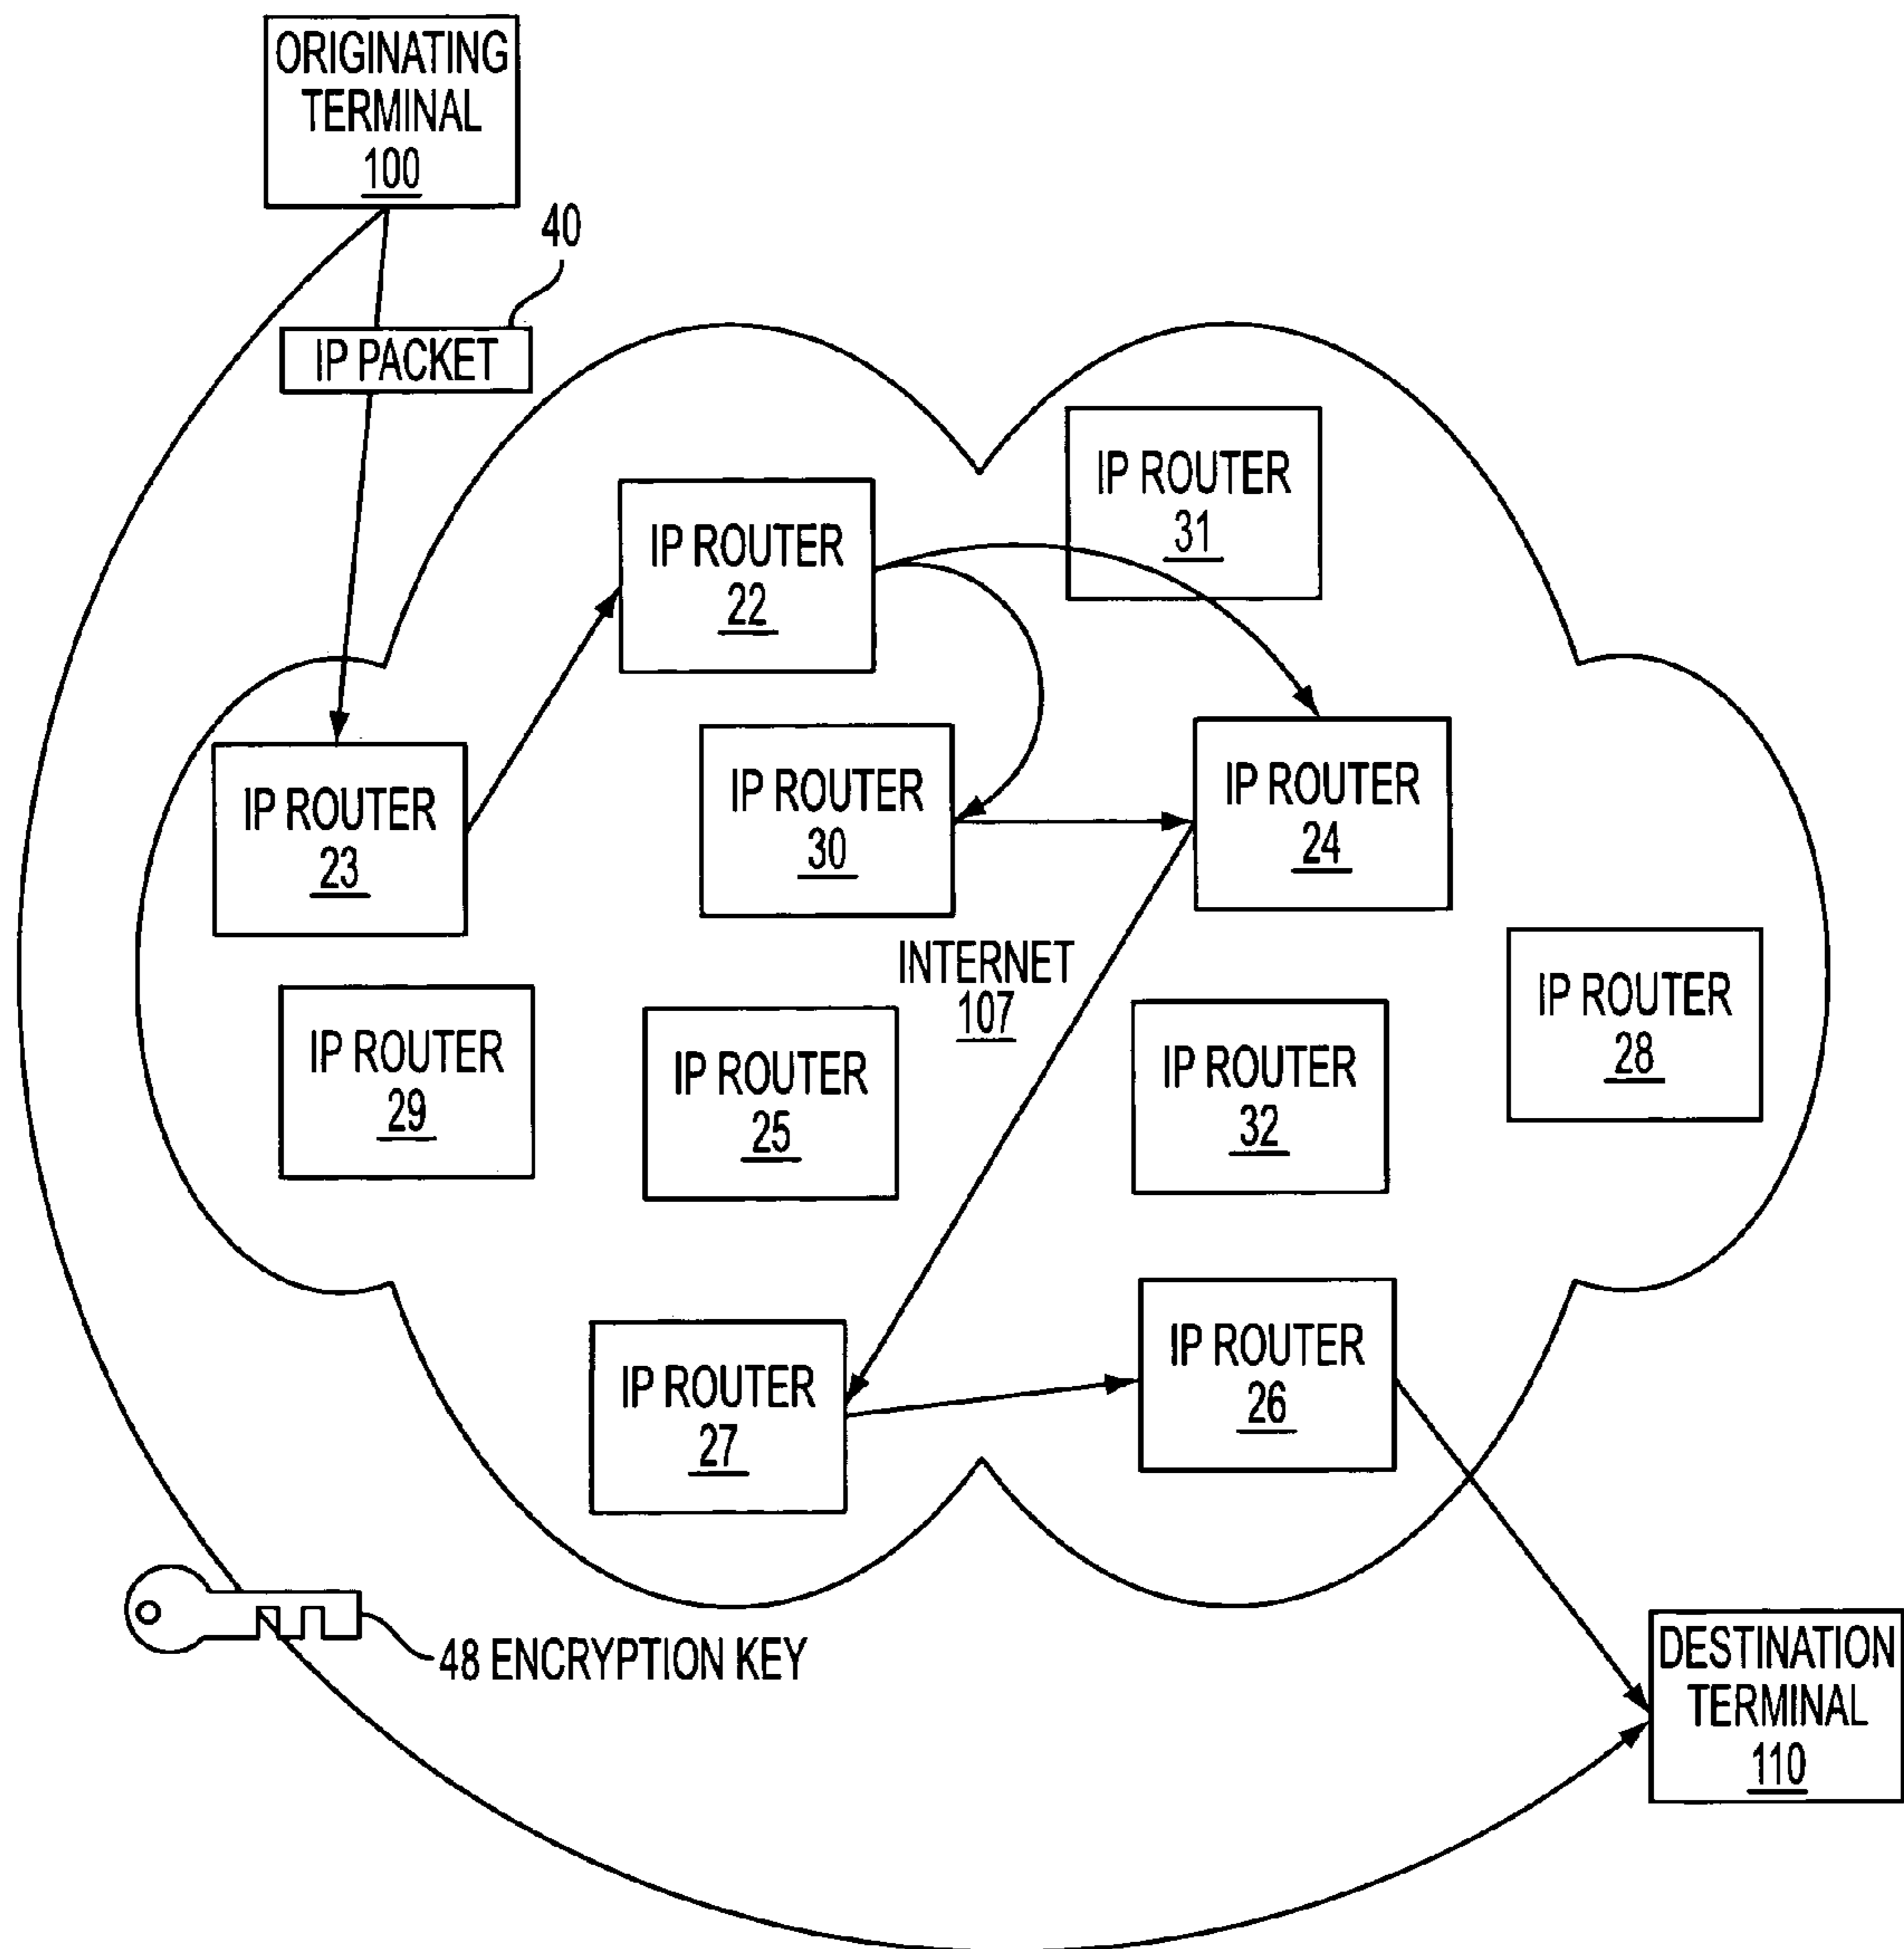 ORIGINATING
TERMINAL
100
40
IP PACKET
IP ROUTER
31
IP ROUTER
22
IP ROUTER
23
IP ROUTER
30
IP ROUTER
24
INTERNET
107
IP ROUTER
28
IP ROUTER
29
IP ROUTER
25
IP ROUTER
32
IP ROUTER
27
IP ROUTER
26
48 ENCRYPTION KEY
DESTINATION
TERMINAL
110